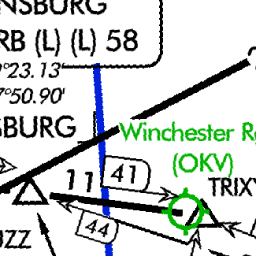 NSBURG
RB (L) (L) 58
°23.13'
7°50.90'
SBURG
Winchester R
(OKV)
TRIXY
11
41
44
ZZ